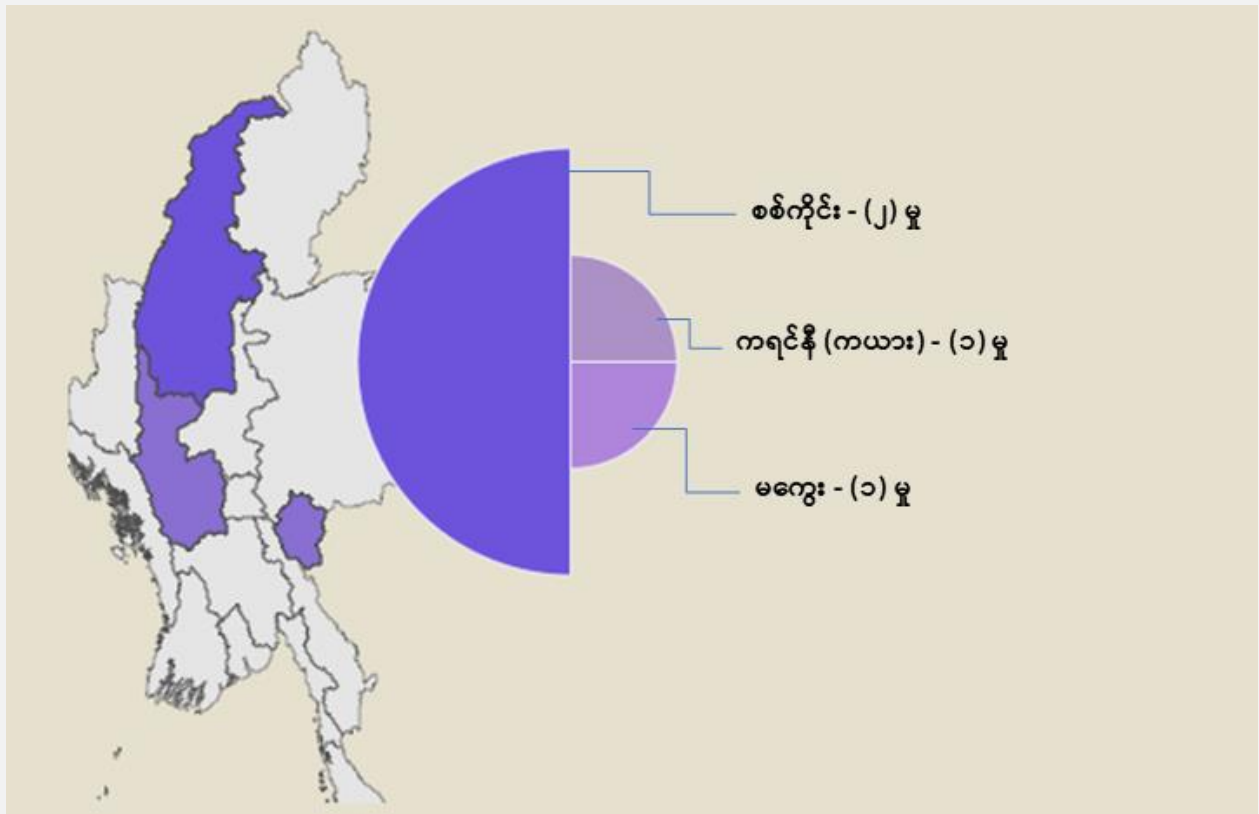 စစ်ကိုင်း - (၂) မှု
ကရင်နီ (ကယား) - (၁) မှု
မကွေး - (၁) မှု